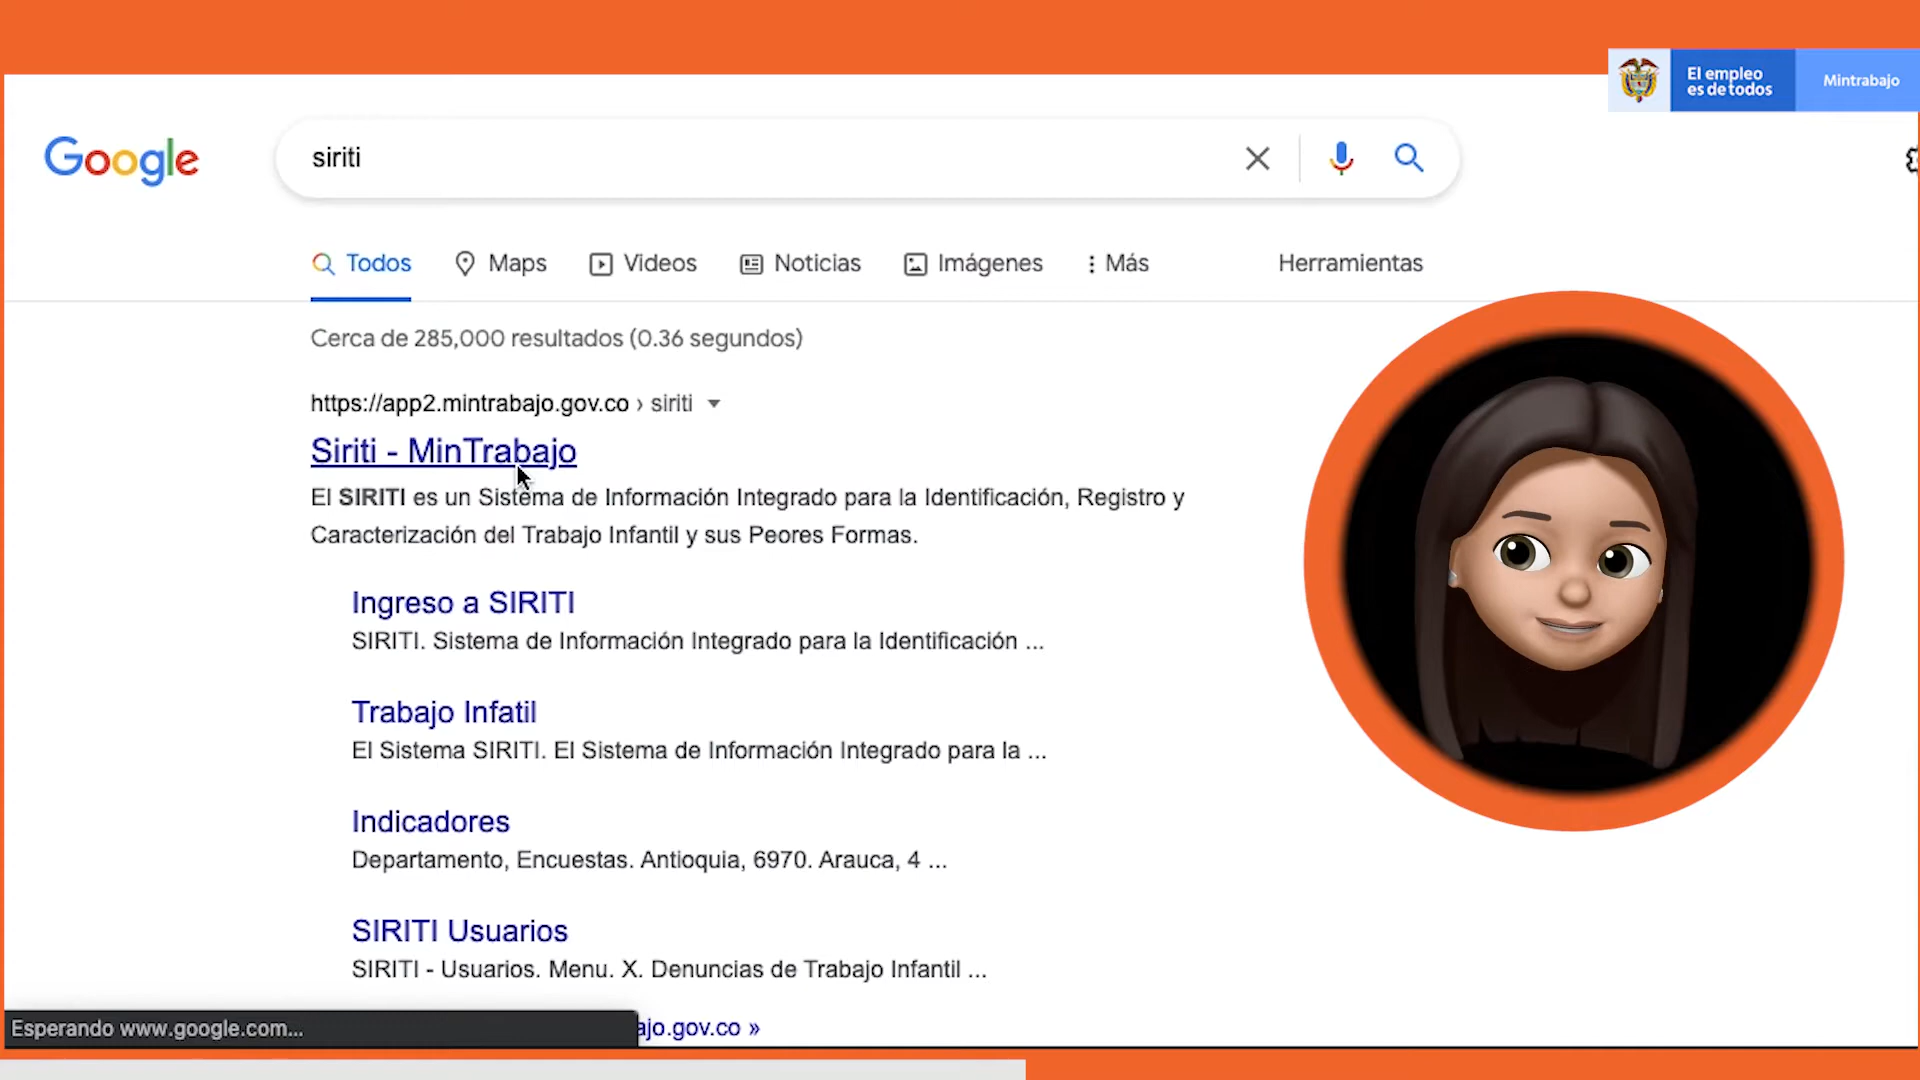 El empleo
es de todos
Mintrabajo
Google
siriti
Todos
Maps
Videos
Noticias
Imágenes
Más
Herramientas
Cerca de 285,000 resultados (0.36 segundos)
https://app2.mintrabajo.gov.co › siriti
Siriti - MinTrabajo
El SIRITI es un Sistema de Información Integrado para la Identificación, Registro y
Caracterización del Trabajo Infantil y sus Peores Formas.
Ingreso a SIRITI
SIRITI. Sistema de Información Integrado para la Identificación ...
Trabajo Infatil
El Sistema SIRITI. El Sistema de Información Integrado para la ...
Indicadores
Departamento, Encuestas. Antioquia, 6970. Arauca, 4 ...
SIRITI Usuarios
SIRITI - Usuarios. Menu. X. Denuncias de Trabajo Infantil ...
Esperando www.google.com...
ajo.gov.co »